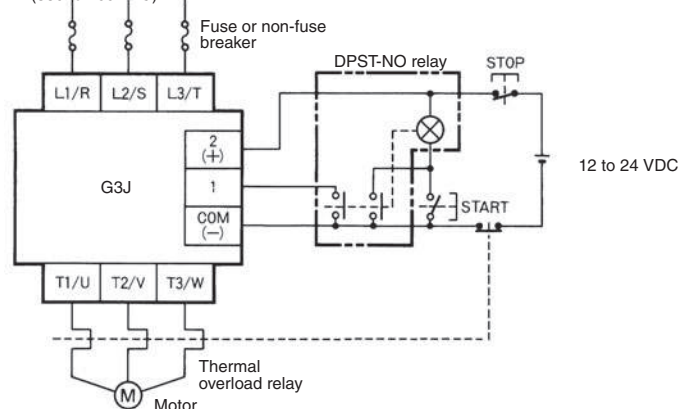 Fuse or non-fuse
breaker
DPST-NO relay
STOP
L1/R L2/S L3/T
2
(+)
12 to 24 VDC
G3J
1
START
COM
(−)
T1/U T2/V T3/W
Thermal
overload relay
M
Motor